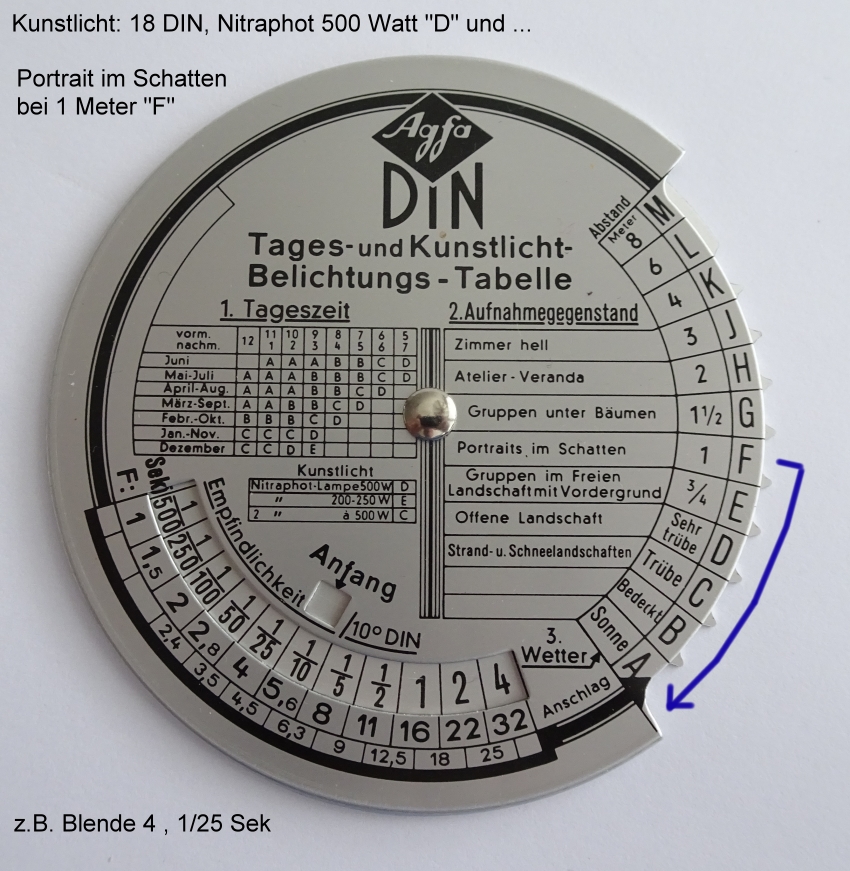 Kunstlicht: 18 DIN, Nitraphot 500 Watt "D" und ...
Portrait im Schatten
bei 1 Meter "F"
Agfa
DIN
Tages- und Kunstlicht-
Belichtungs - Tabelle
1. Tageszeit
vorm. 12 11 10 9 8 7 6 5
nachm. 1 2 3 4 5 6 7
Juni A A A B B C D
Mai-Juli A A A B B B C D
April-Aug. A A A B B C D
März-Sept. A A B B C D
Febr.-Okt. B B B C D
Jan.-Nov. C C C D
Dezember C C D E
Kunstlicht
Nitraphot-Lampe 500W D
" 200-250 W E
2 " à 500 W C
2. Aufnahmegegenstand
Zimmer hell
Atelier - Veranda
Gruppen unter Bäumen
Portraits im Schatten
Gruppen im Freien
Landschaft mit Vordergrund
Offene Landschaft
Strand- u. Schneelandschaften
Abstand
Meter
8 M
6 L
4 K
3 J
2 H
1½ G
1 F
¾ E
Sehr
trübe D
Trübe C
Bedeckt B
Sonne A
3.
Wetter
Anschlag
Anfang
Empfindlichkeit /10° DIN
Sek. 1/500 1/250 1/100 1/50 1/25 1/10 1/5 1/2 1 2 4
F: 1 1,5 2 2,8 4 5,6 8 11 16 22 32
2,4 3,5 4,5 6,3 9 12,5 18 25
z.B. Blende 4 , 1/25 Sek